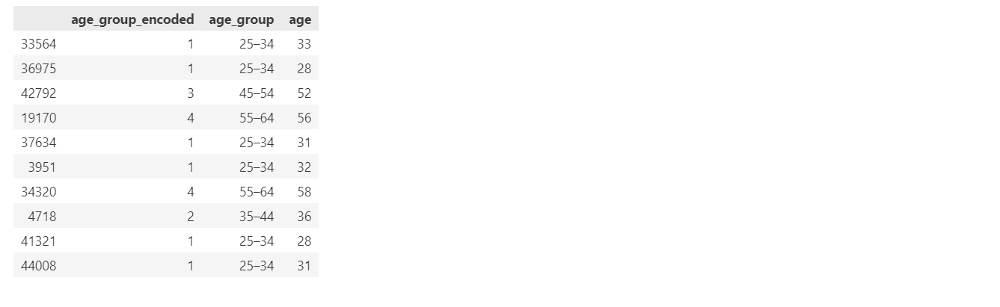 age_group_encoded age_group age
33564 1 25–34 33
36975 1 25–34 28
42792 3 45–54 52
19170 4 55–64 56
37634 1 25–34 31
3951 1 25–34 32
34320 4 55–64 58
4718 2 35–44 36
41321 1 25–34 28
44008 1 25–34 31